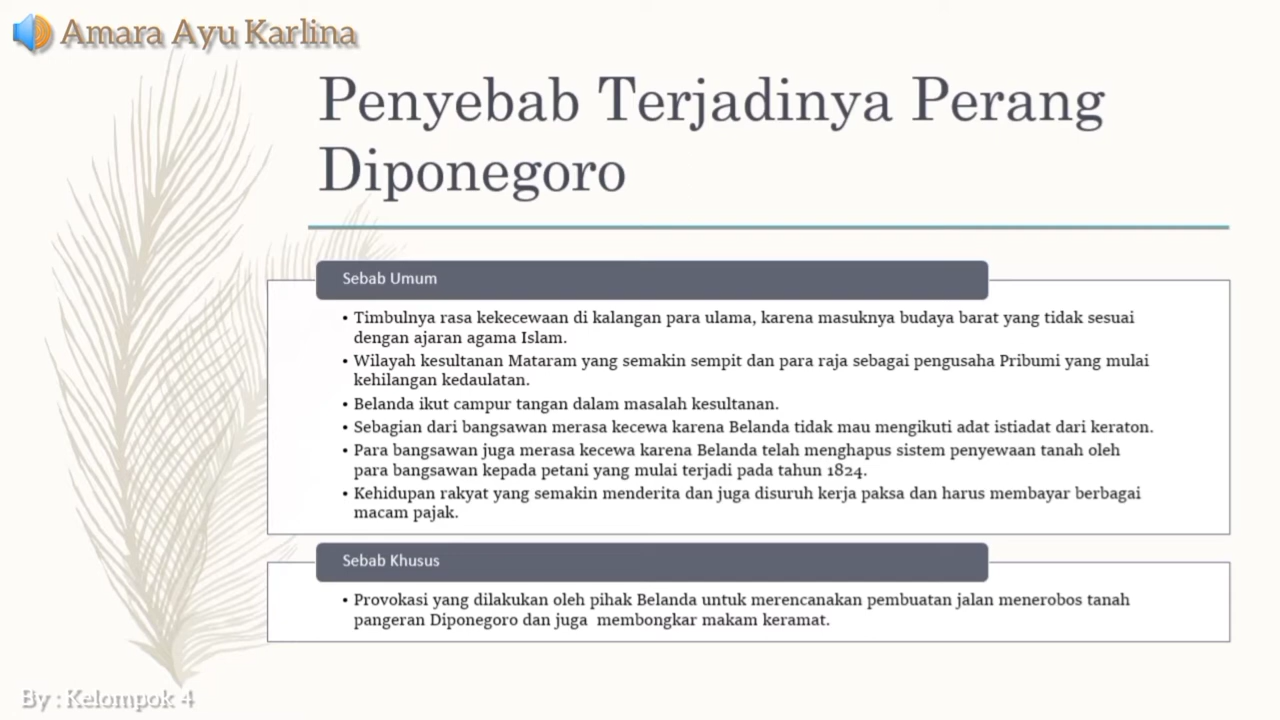 Amara Ayu Karlina
Penyebab Terjadinya Perang
Diponegoro
Sebab Umum
• Timbulnya rasa kekecewaan di kalangan para ulama, karena masuknya budaya barat yang tidak sesuai
dengan ajaran agama Islam.
• Wilayah kesultanan Mataram yang semakin sempit dan para raja sebagai pengusaha Pribumi yang mulai
kehilangan kedaulatan.
• Belanda ikut campur tangan dalam masalah kesultanan.
• Sebagian dari bangsawan merasa kecewa karena Belanda tidak mau mengikuti adat istiadat dari keraton.
• Para bangsawan juga merasa kecewa karena Belanda telah menghapus sistem penyewaan tanah oleh
para bangsawan kepada petani yang mulai terjadi pada tahun 1824.
• Kehidupan rakyat yang semakin menderita dan juga disuruh kerja paksa dan harus membayar berbagai
macam pajak.
Sebab Khusus
• Provokasi yang dilakukan oleh pihak Belanda untuk merencanakan pembuatan jalan menerobos tanah
pangeran Diponegoro dan juga  membongkar makam keramat.
By : Kelompok 4